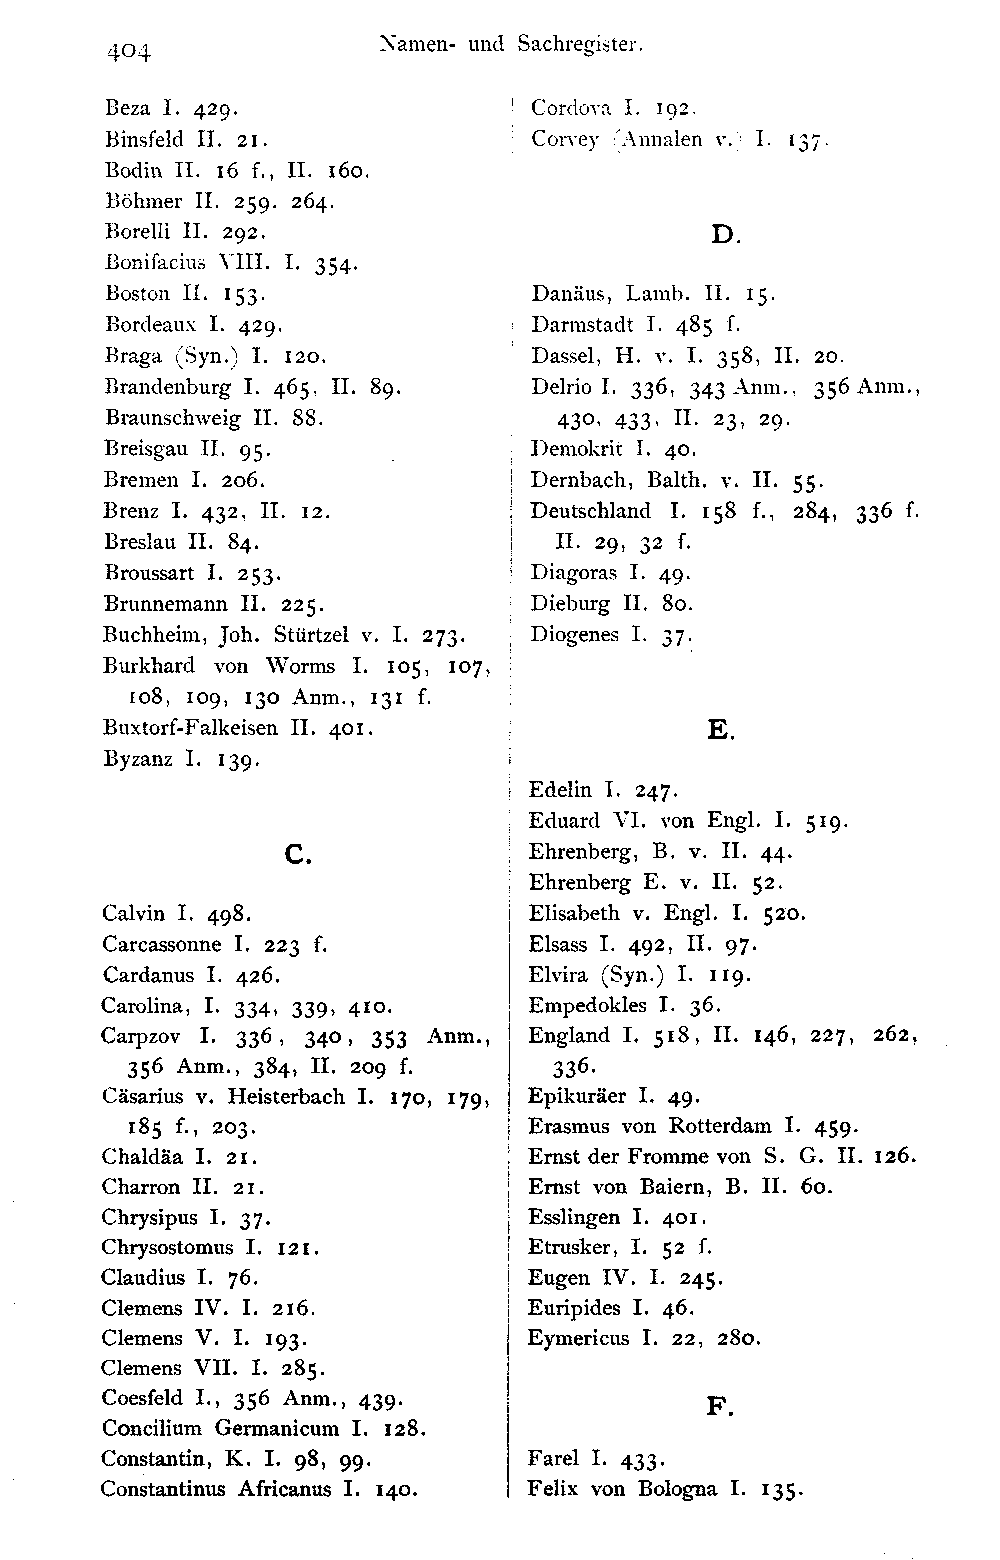 404
Namen- und Sachregister.
Beza I. 429.
Binsfeld II. 21.
Bodin II. 16 f., II. 160.
Böhmer II. 259. 264.
Borelli II. 292.
Bonifacius VIII. I. 354.
Boston II. 153.
Bordeaux I. 429.
Braga (Syn.) I. 120.
Brandenburg I. 465, II. 89.
Braunschweig II. 88.
Breisgau II. 95.
Bremen I. 206.
Brenz I. 432, II. 12.
Breslau II. 84.
Broussart I. 253.
Brunnemann II. 225.
Buchheim, Joh. Stürtzel v. I. 273.
Burkhard von Worms I. 105, 107,
108, 109, 130 Anm., 131 f.
Buxtorf-Falkeisen II. 401.
Byzanz I. 139.
C.
Calvin I. 498.
Carcassonne I. 223 f.
Cardanus I. 426.
Carolina, I. 334, 339, 410.
Carpzov I. 336, 340, 353 Anm.,
356 Anm., 384, II. 209 f.
Cäsarius v. Heisterbach I. 170, 179,
185 f., 203.
Chaldäa I. 21.
Charron II. 21.
Chrysipus I. 37.
Chrysostomus I. 121.
Claudius I. 76.
Clemens IV. I. 216.
Clemens V. I. 193.
Clemens VII. I. 285.
Coesfeld I., 356 Anm., 439.
Concilium Germanicum I. 128.
Constantin, K. I. 98, 99.
Constantinus Africanus I. 140.
Cordova I. 192.
Corvey (Annalen v.) I. 137.
D.
Danäus, Lamb. II. 15.
Darmstadt I. 485 f.
Dassel, H. v. I. 358, II. 20.
Delrio I. 336, 343 Anm., 356 Anm.,
430, 433, II. 23, 29.
Demokrit I. 40.
Dernbach, Balth. v. II. 55.
Deutschland I. 158 f., 284, 336 f.
II. 29, 32 f.
Diagoras I. 49.
Dieburg II. 80.
Diogenes I. 37.
E.
Edelin I. 247.
Eduard VI. von Engl. I. 519.
Ehrenberg, B. v. II. 44.
Ehrenberg E. v. II. 52.
Elisabeth v. Engl. I. 520.
Elsass I. 492, II. 97.
Elvira (Syn.) I. 119.
Empedokles I. 36.
England I. 518, II. 146, 227, 262,
336.
Epikuräer I. 49.
Erasmus von Rotterdam I. 459.
Ernst der Fromme von S. G. II. 126.
Ernst von Baiern, B. II. 60.
Esslingen I. 401.
Etrusker, I. 52 f.
Eugen IV. I. 245.
Euripides I. 46.
Eymericus I. 22, 280.
F.
Farel I. 433.
Felix von Bologna I. 135.